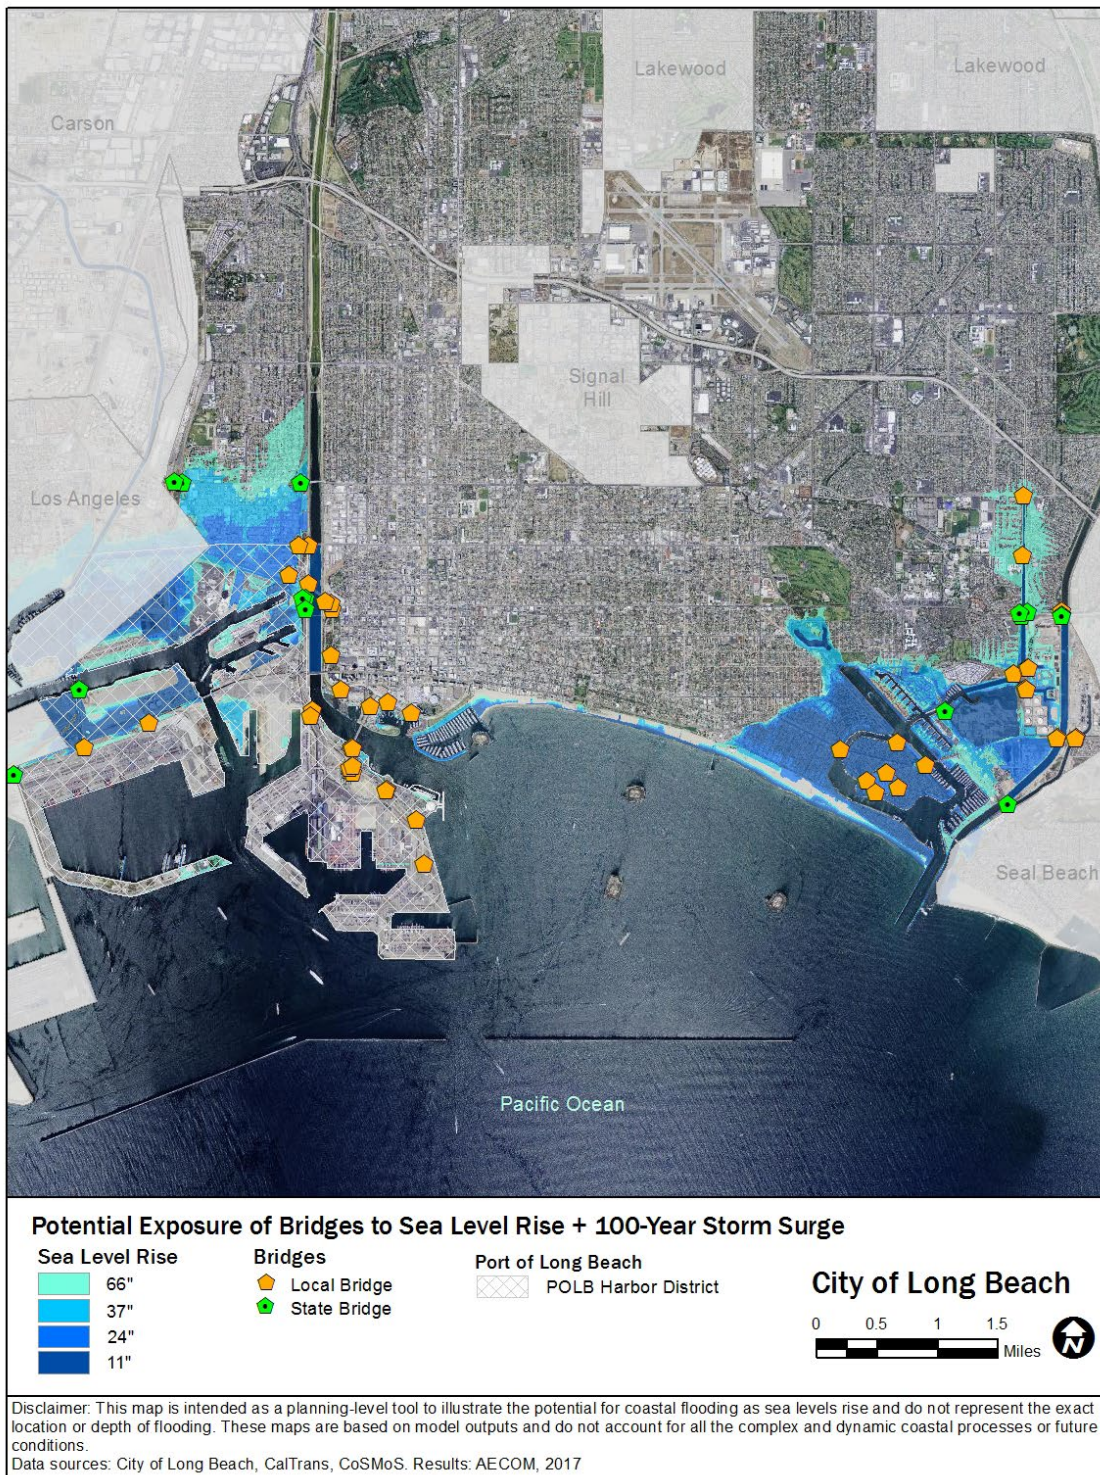 Lakewood
Lakewood
Carson
Signal
Hill
Los Angeles
Seal Beach
Pacific Ocean
Potential Exposure of Bridges to Sea Level Rise + 100-Year Storm Surge
Sea Level Rise
66"
37"
24"
11"
Bridges
Local Bridge
State Bridge
Port of Long Beach
POLB Harbor District
City of Long Beach
0 0.5 1 1.5
Miles
N
Disclaimer: This map is intended as a planning-level tool to illustrate the potential for coastal flooding as sea levels rise and do not represent the exact
location or depth of flooding. These maps are based on model outputs and do not account for all the complex and dynamic coastal processes or future
conditions.
Data sources: City of Long Beach, CalTrans, CoSMoS. Results: AECOM, 2017